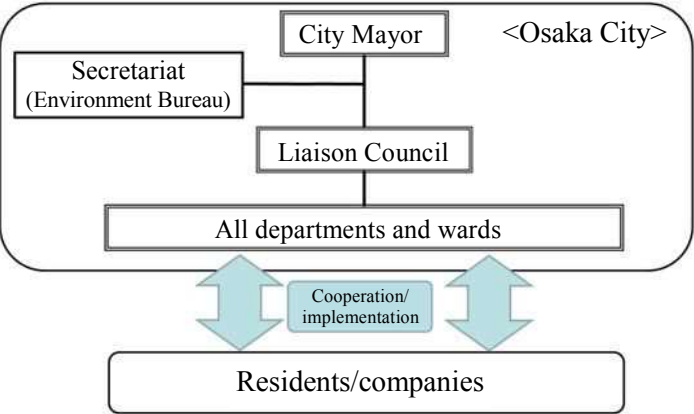 City Mayor
<Osaka City>
Secretariat
(Environment Bureau)
Liaison Council
All departments and wards
Cooperation/
implementation
Residents/companies